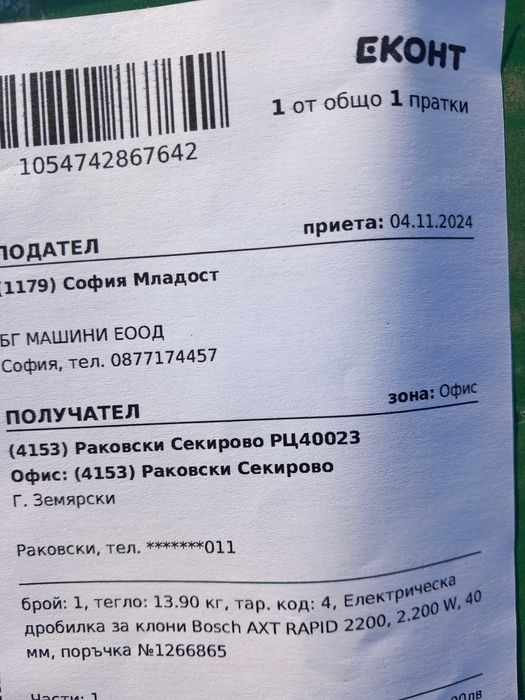 ЕКОНТ
1 от общо 1 пратки
1054742867642
приета: 04.11.2024
ПОДАТЕЛ
(1179) София Младост
БГ МАШИНИ ЕООД
София, тел. 0877174457
зона: Офис
ПОЛУЧАТЕЛ
(4153) Раковски Секирово РЦ40023
Офис: (4153) Раковски Секирово
Г. Земярски
Раковски, тел. *******011
брой: 1, тегло: 13.90 кг, тар. код: 4, Електрическа
дробилка за клони Bosch AXT RAPID 2200, 2.200 W, 40
мм, поръчка №1266865
Части: 1